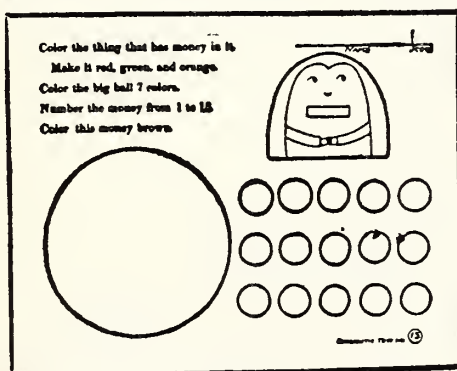 Color the thing that has money in it.
Make it red, green, and orange.
Color the big ball 7 colors.
Number the money from 1 to 15
Color this money brown.
15